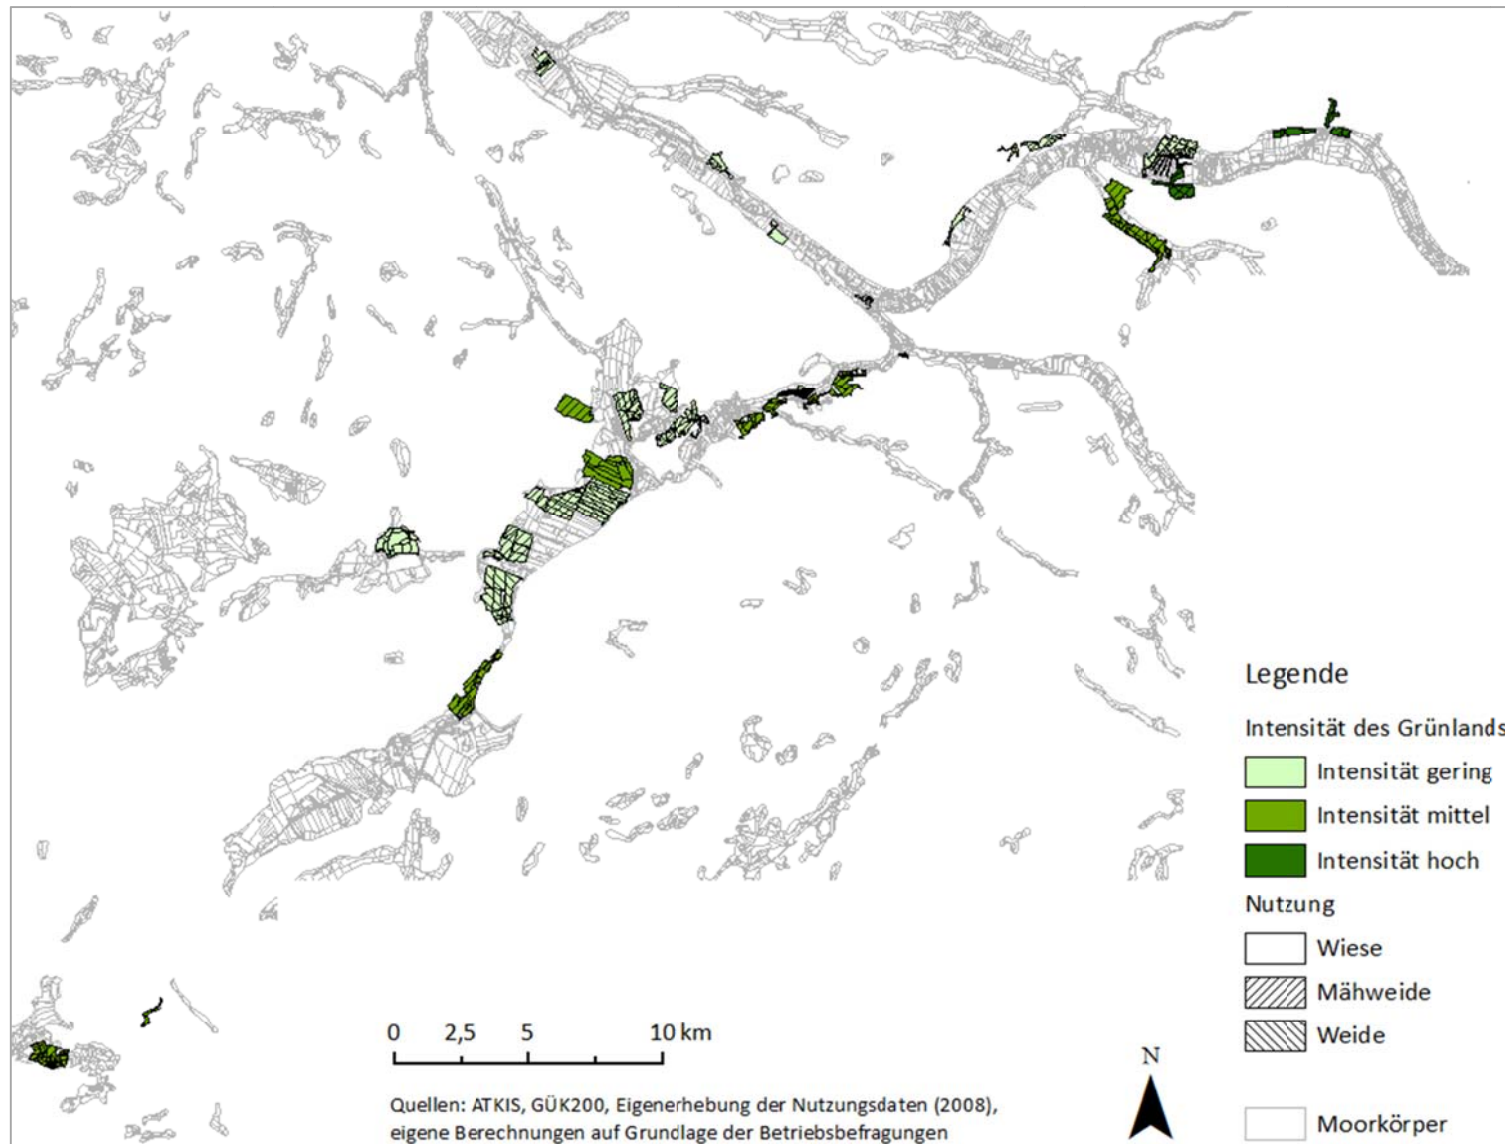 Legende
Intensität des Grünlands
Intensität gering
Intensität mittel
Intensität hoch
Nutzung
Wiese
Mähweide
Weide
Moorkörper
0 2,5 5 10 km
N
Quellen: ATKIS, GÜK200, Eigenerhebung der Nutzungsdaten (2008),
eigene Berechnungen auf Grundlage der Betriebsbefragungen